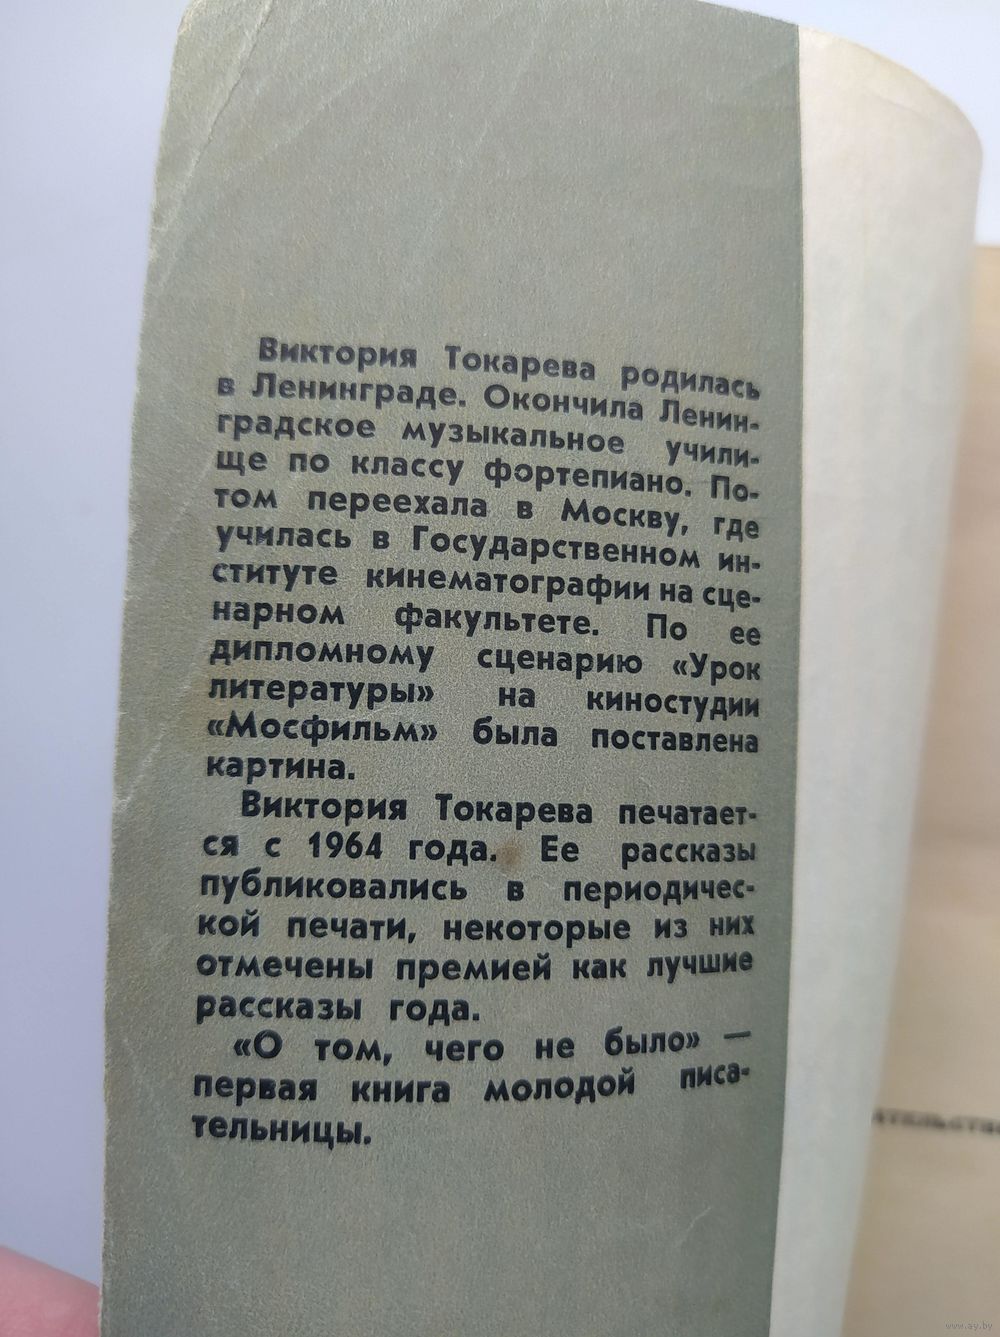 Виктория Токарева родилась
в Ленинграде. Окончила Ленин-
градское музыкальное учили-
ще по классу фортепиано. По-
том переехала в Москву, где
училась в Государственном ин-
ституте кинематографии на сце-
нарном факультете. По ее
дипломному сценарию «Урок
литературы» на киностудии
«Мосфильм» была поставлена
картина.
Виктория Токарева печатает-
ся с 1964 года. Ее рассказы
публиковались в периодичес-
кой печати, некоторые из них
отмечены премией как лучшие
рассказы года.
«О том, чего не было» —
первая книга молодой писа-
тельницы.
www.ay.by